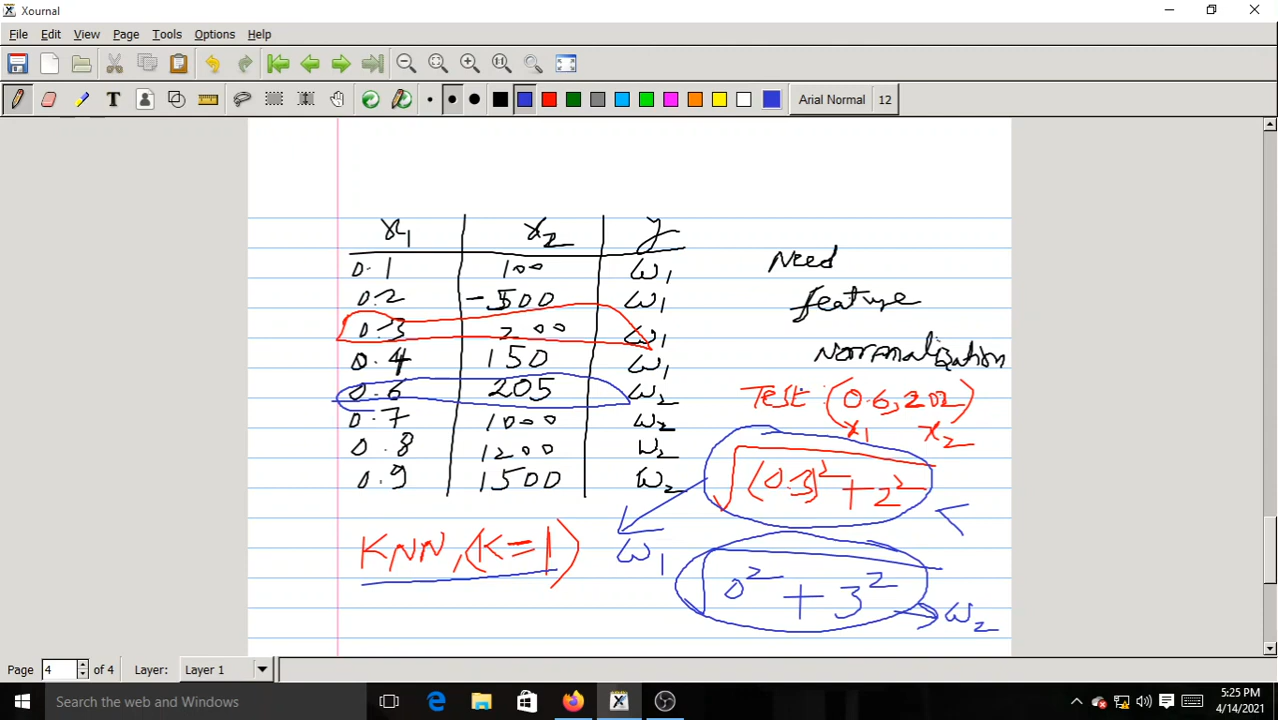 Xournal
File Edit View Page Tools Options Help
Arial Normal 12
x1 x2 y
0.1 100 ω1
0.2 -500 ω1
0.3 200 ω1
0.4 150 ω1
0.6 205 ω2
0.7 1000 ω2
0.8 1200 ω2
0.9 1500 ω2
Need
feature
Normalization
TEST (0.6, 202)
x1 x2
√(0.3)² + 2²
<
KNN, (K=1)
ω1
√0² + 3²
ω2
Page 4 of 4 Layer: Layer 1
Search the web and Windows
5:25 PM
4/14/2021